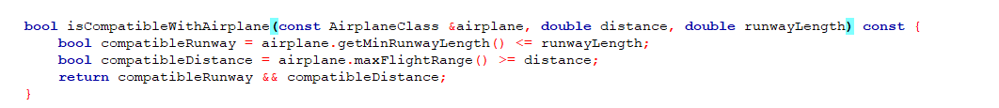 bool isCompatibleWithAirplane(const AirplaneClass &airplane, double distance, double runwayLength) const {
    bool compatibleRunway = airplane.getMinRunwayLength() <= runwayLength;
    bool compatibleDistance = airplane.maxFlightRange() >= distance;
    return compatibleRunway && compatibleDistance;
}